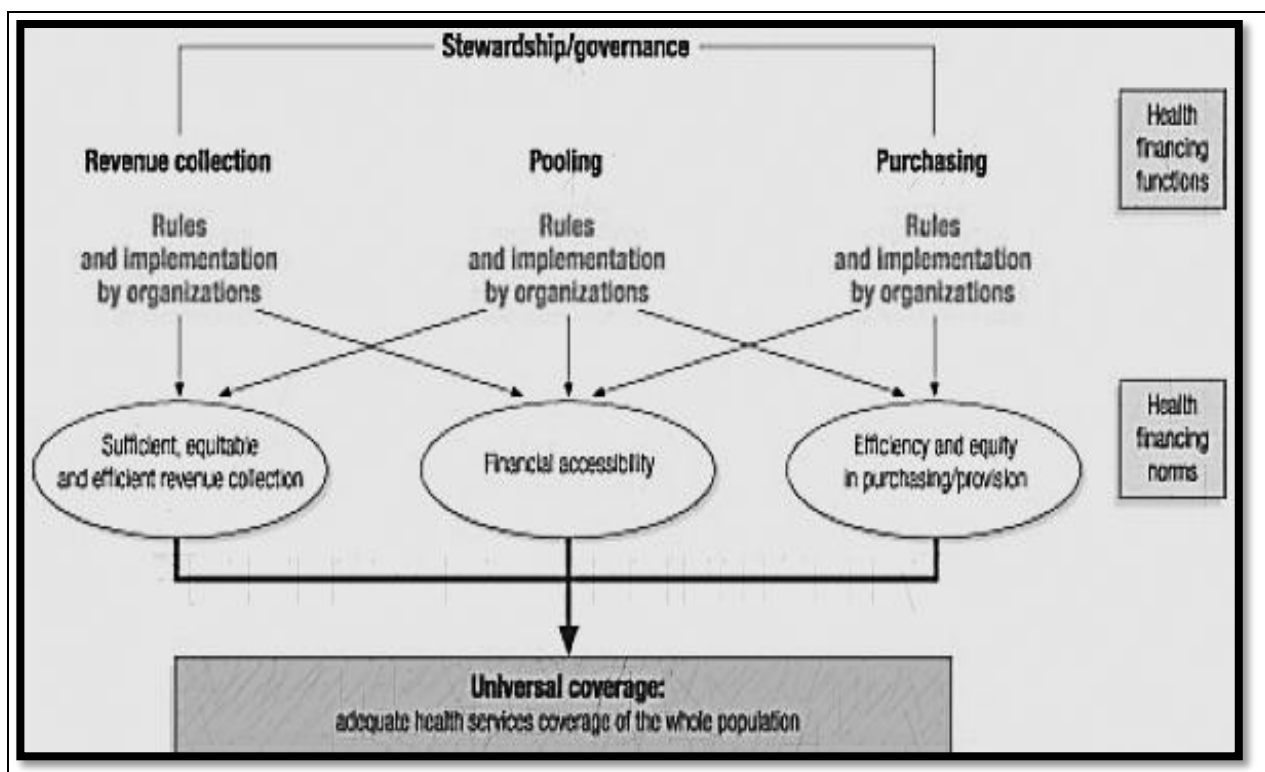 Stewardship/governance
Revenue collection
Pooling
Purchasing
Health
financing
functions
Rules
and implementation
by organizations
Rules
and implementation
by organizations
Rules
and implementation
by organizations
Sufficient, equitable
and efficient revenue collection
Financial accessibility
Efficiency and equity
in purchasing/provision
Health
financing
norms
Universal coverage:
adequate health services coverage of the whole population